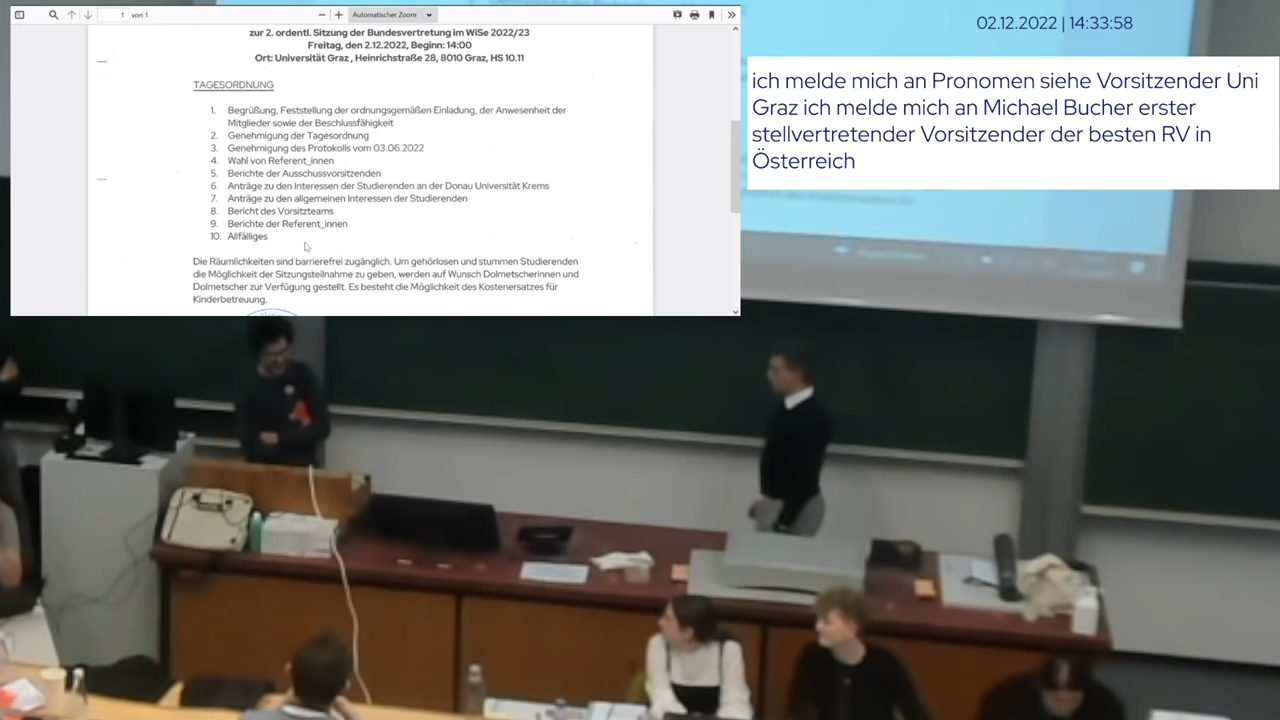 1 von 1
Automatischer Zoom
02.12.2022 | 14:33:58
zur 2. ordentl. Sitzung der Bundesvertretung im WiSe 2022/23
Freitag, den 2.12.2022, Beginn: 14:00
Ort: Universität Graz , Heinrichstraße 28, 8010 Graz, HS 10.11
TAGESORDNUNG
1. Begrüßung, Feststellung der ordnungsgemäßen Einladung, der Anwesenheit der
Mitglieder sowie der Beschlussfähigkeit
2. Genehmigung der Tagesordnung
3. Genehmigung des Protokolls vom 03.06.2022
4. Wahl von Referent_innen
5. Berichte der Ausschussvorsitzenden
6. Anträge zu den Interessen der Studierenden an der Donau Universität Krems
7. Anträge zu den allgemeinen Interessen der Studierenden
8. Bericht des Vorsitzteams
9. Berichte der Referent_innen
10. Allfälliges
Die Räumlichkeiten sind barrierefrei zugänglich. Um gehörlosen und stummen Studierenden
die Möglichkeit der Sitzungsteilnahme zu geben, werden auf Wunsch Dolmetscherinnen und
Dolmetscher zur Verfügung gestellt. Es besteht die Möglichkeit des Kostenersatzes für
Kinderbetreuung.
ich melde mich an Pronomen siehe Vorsitzender Uni
Graz ich melde mich an Michael Bucher erster
stellvertretender Vorsitzender der besten RV in
Österreich